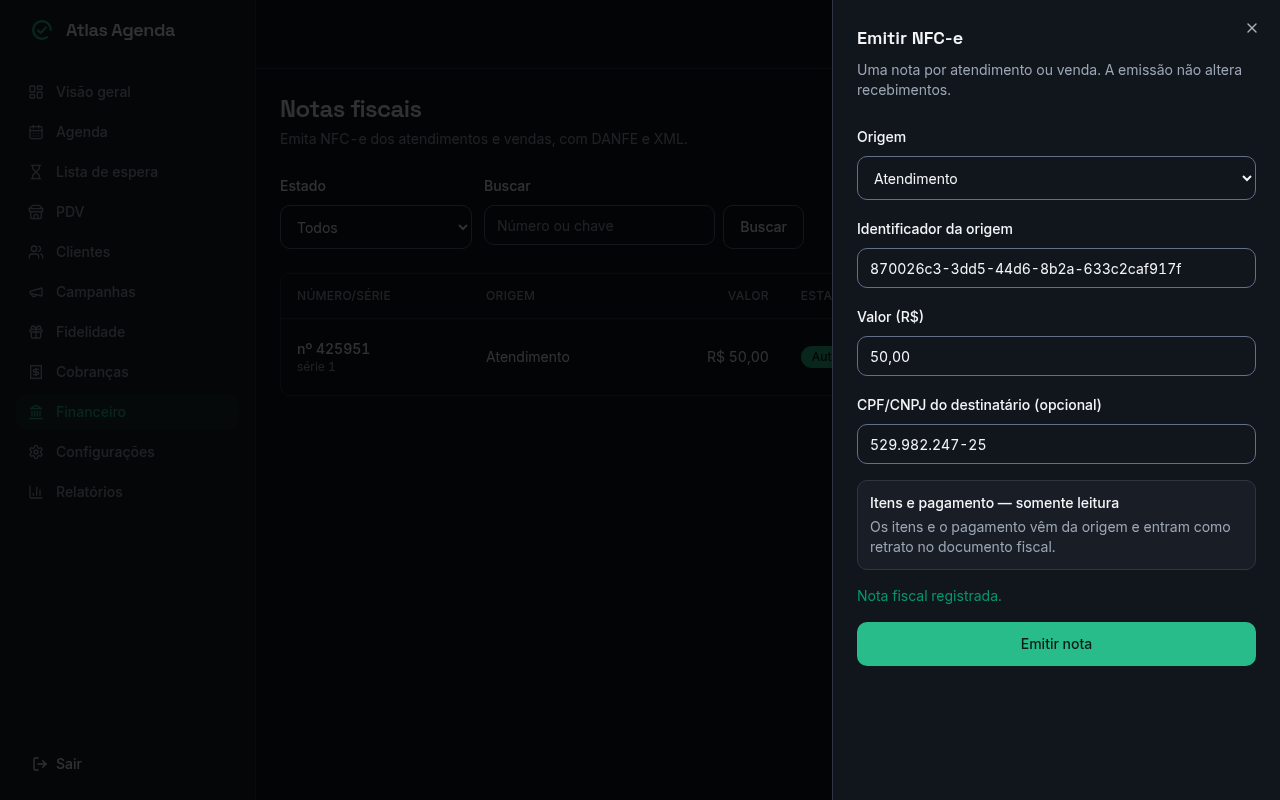 Atlas Agenda
Visão geral
Agenda
Lista de espera
PDV
Clientes
Campanhas
Fidelidade
Cobranças
Financeiro
Configurações
Relatórios
Sair
Notas fiscais
Emita NFC-e dos atendimentos e vendas, com DANFE e XML.
Estado
Buscar
Todos
Número ou chave
Buscar
NÚMERO/SÉRIE
ORIGEM
VALOR
ESTA
nº 425951
série 1
Atendimento
R$ 50,00
Aut
Emitir NFC-e
Uma nota por atendimento ou venda. A emissão não altera
recebimentos.
Origem
Atendimento
Identificador da origem
870026c3-3dd5-44d6-8b2a-633c2caf917f
Valor (R$)
50,00
CPF/CNPJ do destinatário (opcional)
529.982.247-25
Itens e pagamento — somente leitura
Os itens e o pagamento vêm da origem e entram como
retrato no documento fiscal.
Nota fiscal registrada.
Emitir nota